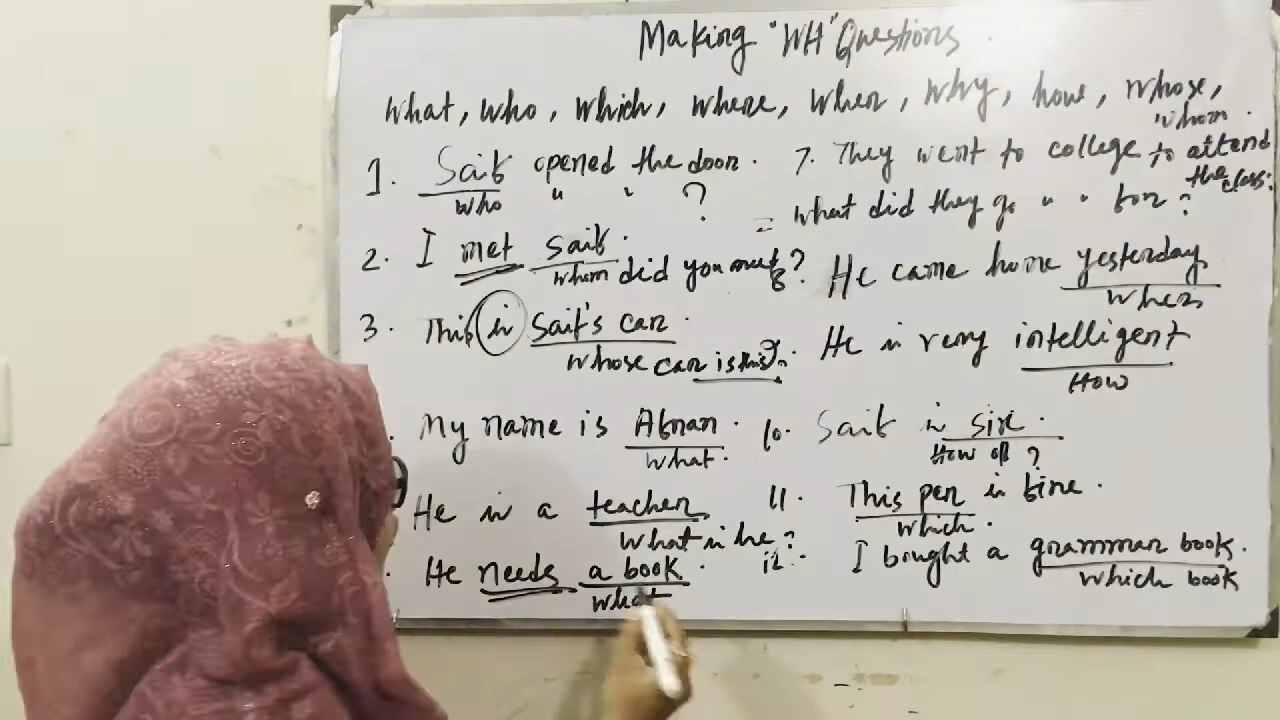 Making "WH" Questions.
what, who, which, where, when, why, how, whose,
whom.
1. Saif opened the door.
who " " ?
2. I met Saif.
whom did you meet?
3. This is Saif's car.
whose car is this?
My name is Afnan.
what.
He is a teacher
What is he?
He needs a book.
what
7. They went to college to attend
the class.
= what did they go " " for?
He came home yesterday
when
He is very intelligent
How
10. Saif is six.
How old ?
11. This pen is fine.
which.
12. I bought a grammar book.
which book